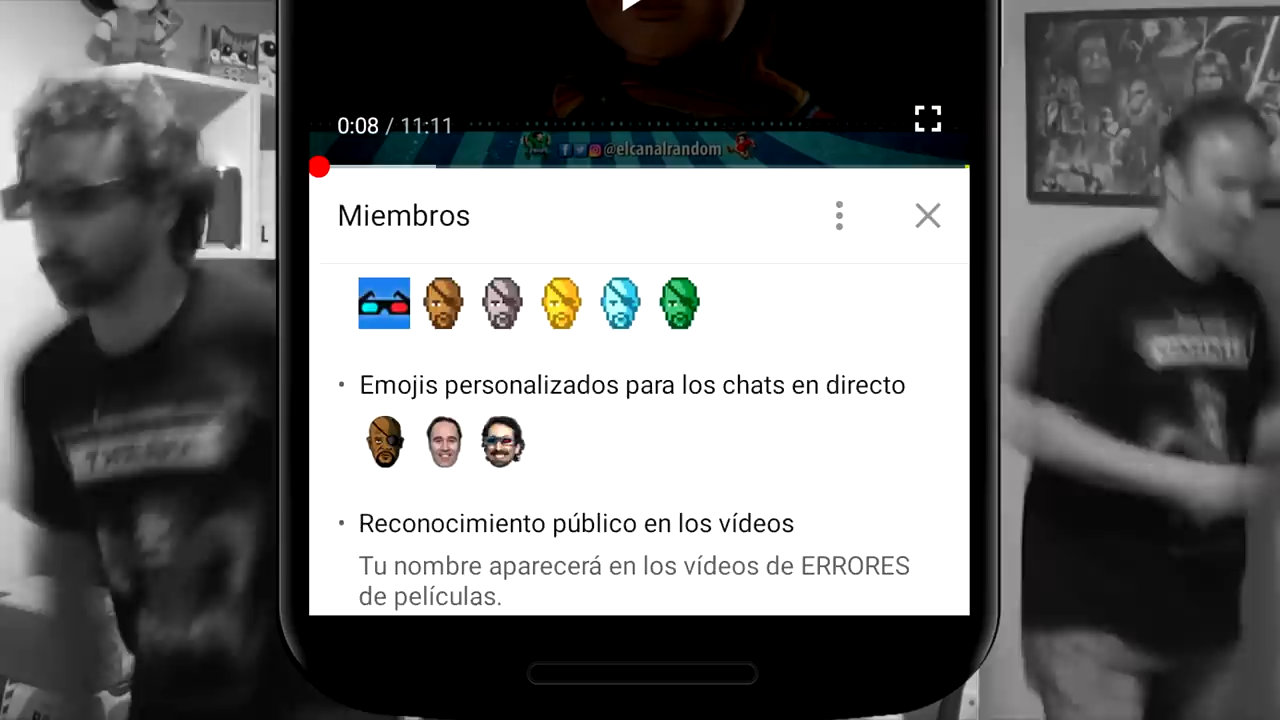 0:08 / 11:11
@elcanalrandom
Miembros
• Emojis personalizados para los chats en directo
• Reconocimiento público en los vídeos
Tu nombre aparecerá en los vídeos de ERRORES
de películas.